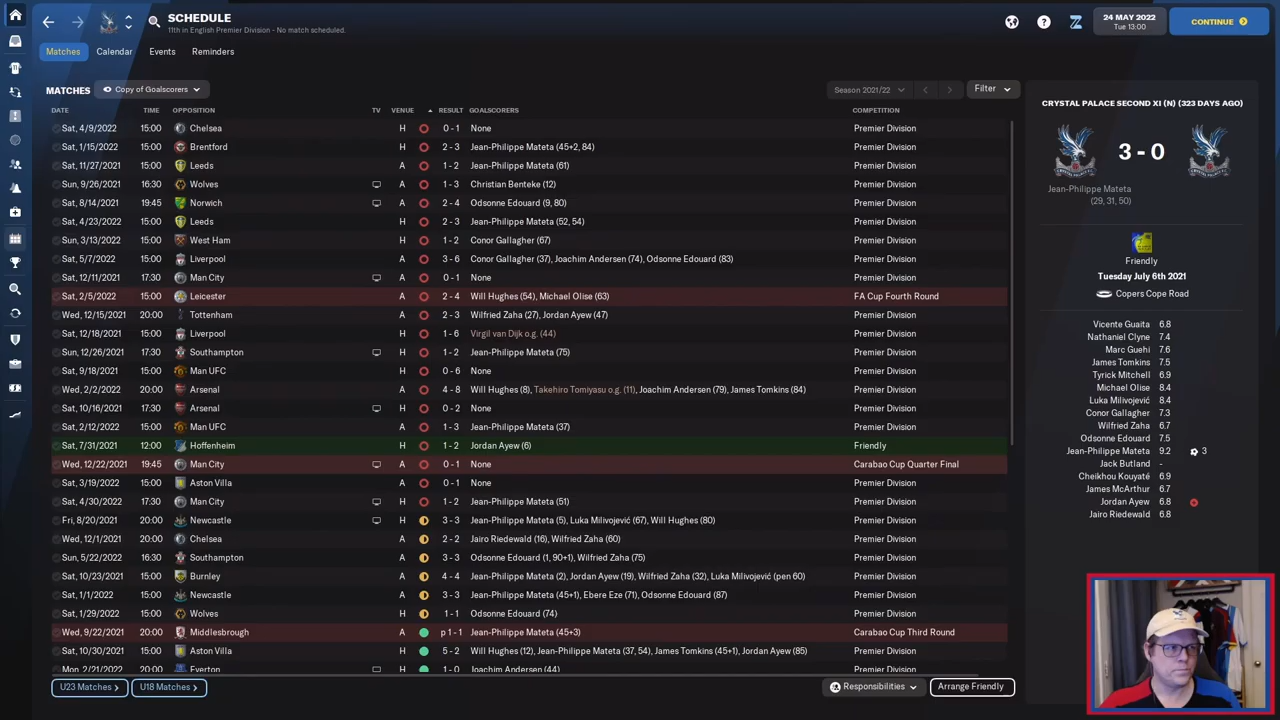 SCHEDULE
11th in English Premier Division - No match scheduled.
24 MAY 2022
Tue 13:00
CONTINUE
Matches Calendar Events Reminders
MATCHES Copy of Goalscorers Season 2021/22 Filter
DATE TIME OPPOSITION TV VENUE RESULT GOALSCORERS COMPETITION
Sat, 4/9/2022 15:00 Chelsea H 0 - 1 None Premier Division
Sat, 1/15/2022 15:00 Brentford H 2 - 3 Jean-Philippe Mateta (45+2, 84) Premier Division
Sat, 11/27/2021 15:00 Leeds A 1 - 2 Jean-Philippe Mateta (61) Premier Division
Sun, 9/26/2021 16:30 Wolves A 1 - 3 Christian Benteke (12) Premier Division
Sat, 8/14/2021 19:45 Norwich A 2 - 4 Odsonne Edouard (9, 80) Premier Division
Sat, 4/23/2022 15:00 Leeds H 2 - 3 Jean-Philippe Mateta (52, 54) Premier Division
Sun, 3/13/2022 15:00 West Ham H 1 - 2 Conor Gallagher (67) Premier Division
Sat, 5/7/2022 15:00 Liverpool H 3 - 6 Conor Gallagher (37), Joachim Andersen (74), Odsonne Edouard (83) Premier Division
Sat, 12/11/2021 17:30 Man City A 0 - 1 None Premier Division
Sat, 2/5/2022 15:00 Leicester A 2 - 4 Will Hughes (54), Michael Olise (63) FA Cup Fourth Round
Wed, 12/15/2021 20:00 Tottenham A 2 - 3 Wilfried Zaha (27), Jordan Ayew (47) Premier Division
Sat, 12/18/2021 15:00 Liverpool H 1 - 6 Virgil van Dijk o.g. (44) Premier Division
Sun, 12/26/2021 17:30 Southampton H 1 - 2 Jean-Philippe Mateta (75) Premier Division
Sat, 9/18/2021 15:00 Man UFC H 0 - 6 None Premier Division
Wed, 2/2/2022 20:00 Arsenal A 4 - 8 Will Hughes (8), Takehiro Tomiyasu o.g. (11), Joachim Andersen (79), James Tomkins (84) Premier Division
Sat, 10/16/2021 17:30 Arsenal H 0 - 2 None Premier Division
Sat, 2/12/2022 15:00 Man UFC A 1 - 3 Jean-Philippe Mateta (37) Premier Division
Sat, 7/31/2021 12:00 Hoffenheim H 1 - 2 Jordan Ayew (6) Friendly
Wed, 12/22/2021 19:45 Man City A 0 - 1 None Carabao Cup Quarter Final
Sat, 3/19/2022 15:00 Aston Villa A 0 - 1 None Premier Division
Sat, 4/30/2022 17:30 Man City H 1 - 2 Jean-Philippe Mateta (51) Premier Division
Fri, 8/20/2021 20:00 Newcastle H 3 - 3 Jean-Philippe Mateta (5), Luka Milivojević (67), Will Hughes (80) Premier Division
Wed, 12/1/2021 20:00 Chelsea A 2 - 2 Jairo Riedewald (16), Wilfried Zaha (60) Premier Division
Sun, 5/22/2022 16:30 Southampton A 3 - 3 Odsonne Edouard (1, 90+1), Wilfried Zaha (75) Premier Division
Sat, 10/23/2021 15:00 Burnley A 4 - 4 Jean-Philippe Mateta (2), Jordan Ayew (19), Wilfried Zaha (32), Luka Milivojević (pen 60) Premier Division
Sat, 1/1/2022 15:00 Newcastle A 3 - 3 Jean-Philippe Mateta (45+1), Ebere Eze (71), Odsonne Edouard (87) Premier Division
Sat, 1/29/2022 15:00 Wolves H 1 - 1 Odsonne Edouard (74) Premier Division
Wed, 9/22/2021 20:00 Middlesbrough A p 1 - 1 Jean-Philippe Mateta (45+3) Carabao Cup Third Round
Sat, 10/30/2021 15:00 Aston Villa H 5 - 2 Will Hughes (12), Jean-Philippe Mateta (37, 54), James Tomkins (45+1), Jordan Ayew (85) Premier Division
Mon, 2/21/2022 20:00 Everton H 1 - 0 Joachim Andersen (44) Premier Division
U23 Matches U18 Matches Responsibilities Arrange Friendly
CRYSTAL PALACE SECOND XI (N) (323 DAYS AGO)
3 - 0
Jean-Philippe Mateta
(29, 31, 50)
Friendly
Tuesday July 6th 2021
Copers Cope Road
Vicente Guaita 6.8
Nathaniel Clyne 7.4
Marc Guehi 7.6
James Tomkins 7.5
Tyrick Mitchell 6.9
Michael Olise 8.4
Luka Milivojević 8.4
Conor Gallagher 7.3
Wilfried Zaha 6.7
Odsonne Edouard 7.5
Jean-Philippe Mateta 9.2 3
Jack Butland -
Cheikhou Kouyaté 6.9
James McArthur 6.7
Jordan Ayew 6.8
Jairo Riedewald 6.8